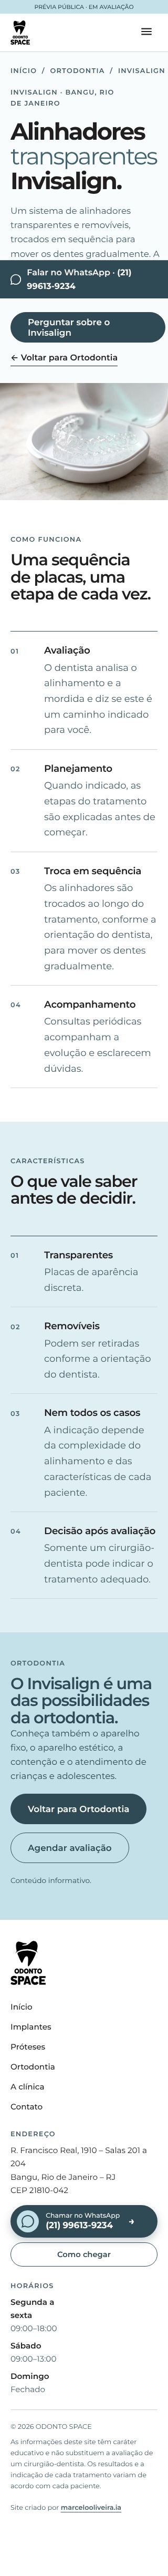 PRÉVIA PÚBLICA · EM AVALIAÇÃO
ODONTO
SPACE
INÍCIO / ORTODONTIA / INVISALIGN
INVISALIGN · BANGU, RIO
DE JANEIRO
Alinhadores
transparentes
Invisalign.
Um sistema de alinhadores
transparentes e removíveis,
trocados em sequência para
mover os dentes gradualmente. A
Falar no WhatsApp · (21)
99613-9234
Perguntar sobre o
Invisalign
← Voltar para Ortodontia
COMO FUNCIONA
Uma sequência
de placas, uma
etapa de cada vez.
01
Avaliação
O dentista analisa o
alinhamento e a
mordida e diz se este é
um caminho indicado
para você.
02
Planejamento
Quando indicado, as
etapas do tratamento
são explicadas antes de
começar.
03
Troca em sequência
Os alinhadores são
trocados ao longo do
tratamento, conforme a
orientação do dentista,
para mover os dentes
gradualmente.
04
Acompanhamento
Consultas periódicas
acompanham a
evolução e esclarecem
dúvidas.
CARACTERÍSTICAS
O que vale saber
antes de decidir.
01
Transparentes
Placas de aparência
discreta.
02
Removíveis
Podem ser retiradas
conforme a orientação
do dentista.
03
Nem todos os casos
A indicação depende
da complexidade do
alinhamento e das
características de cada
paciente.
04
Decisão após avaliação
Somente um cirurgião-
dentista pode indicar o
tratamento adequado.
ORTODONTIA
O Invisalign é uma
das possibilidades
da ortodontia.
Conheça também o aparelho
fixo, o aparelho estético, a
contenção e o atendimento de
crianças e adolescentes.
Voltar para Ortodontia
Agendar avaliação
Conteúdo informativo.
ODONTO
SPACE
Início
Implantes
Próteses
Ortodontia
A clínica
Contato
ENDEREÇO
R. Francisco Real, 1910 – Salas 201 a
204
Bangu, Rio de Janeiro – RJ
CEP 21810-042
Chamar no WhatsApp
(21) 99613-9234 →
Como chegar
HORÁRIOS
Segunda a
sexta
09:00–18:00
Sábado
09:00–13:00
Domingo
Fechado
© 2026 ODONTO SPACE
As informações deste site têm caráter
educativo e não substituem a avaliação de
um cirurgião-dentista. Os resultados e a
indicação de cada tratamento variam de
acordo com cada paciente.
Site criado por marcelooliveira.ia